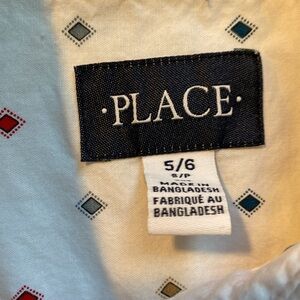 ·PLACE·
5/6
S/P
MADE IN
BANGLADESH
FABRIQUÉ AU
BANGLADESH